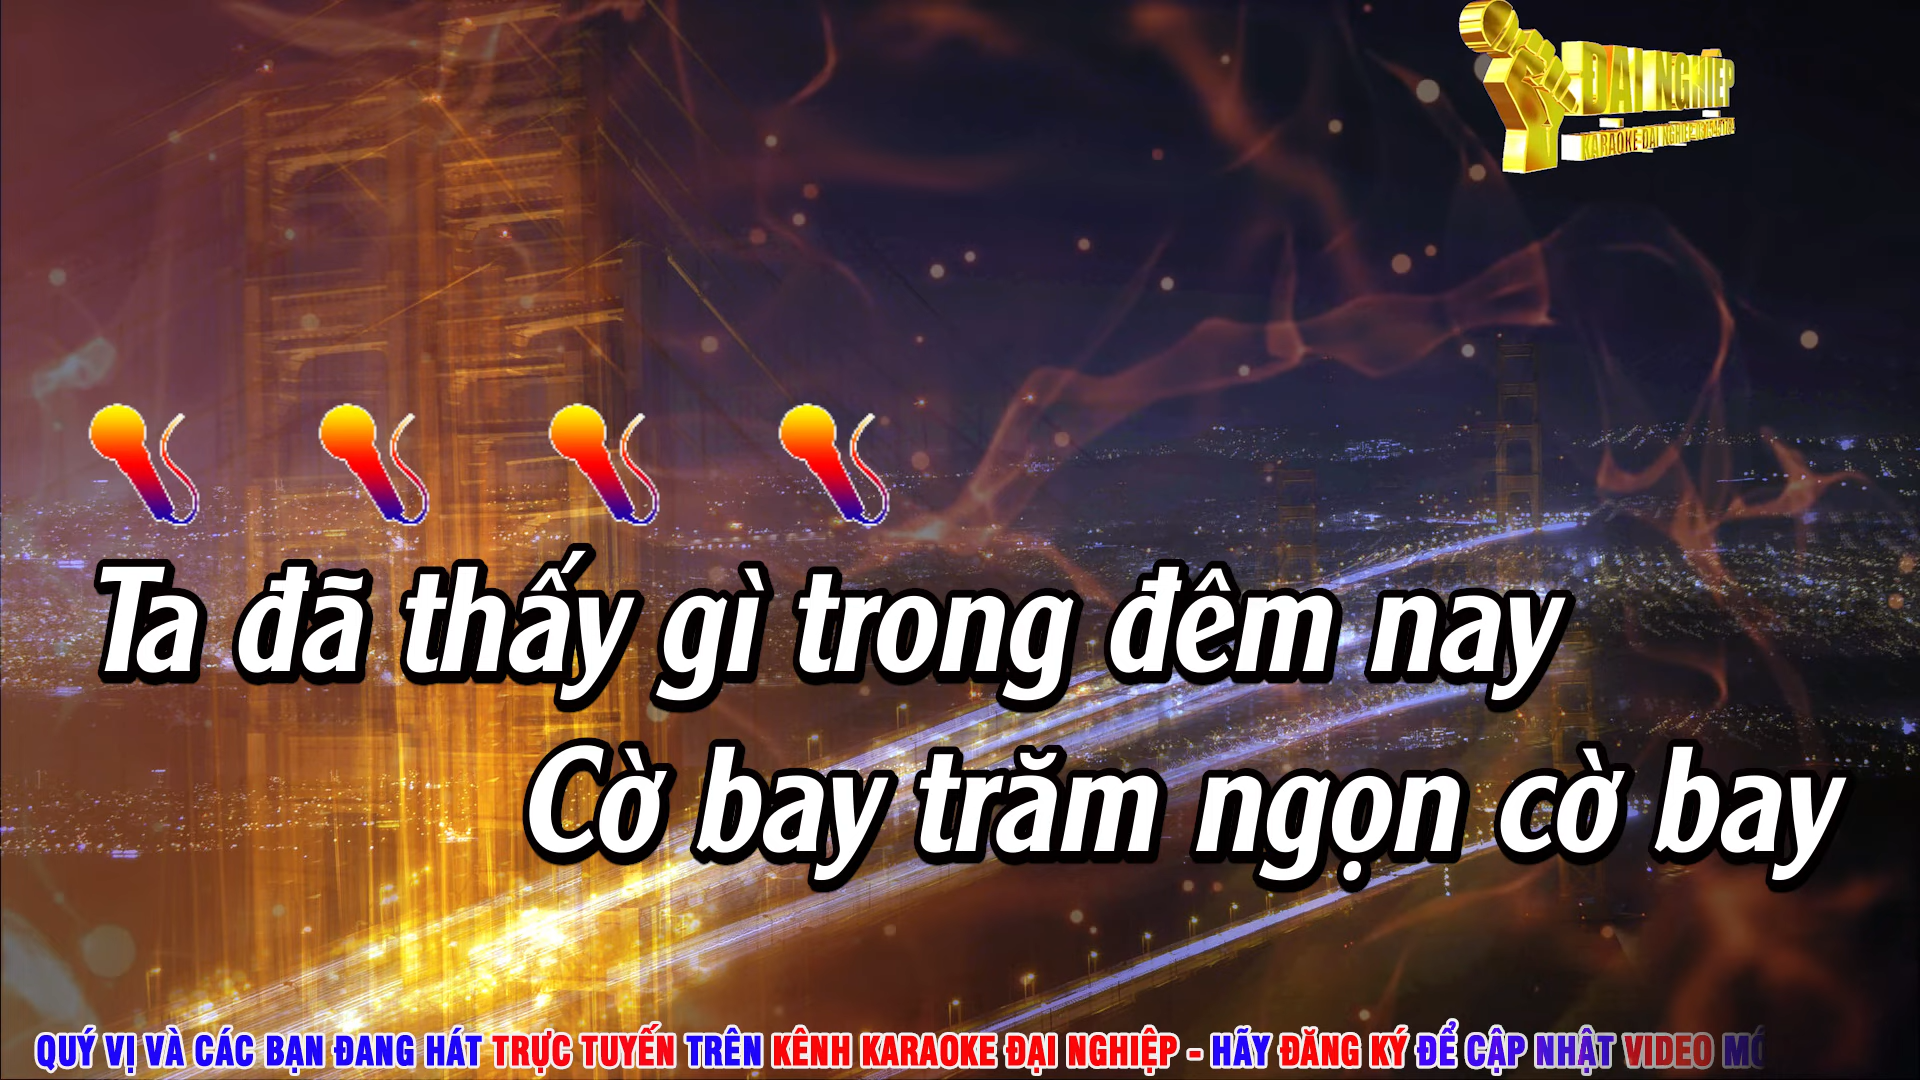 ĐẠI NGHIỆP
Ta đã thấy gì trong đêm nay
Cờ bay trăm ngọn cờ bay
QUÝ VỊ VÀ CÁC BẠN ĐANG HÁT TRỰC TUYẾN TRÊN KÊNH KARAOKE ĐẠI NGHIỆP - HÃY ĐĂNG KÝ ĐỂ CẬP NHẬT VIDEO